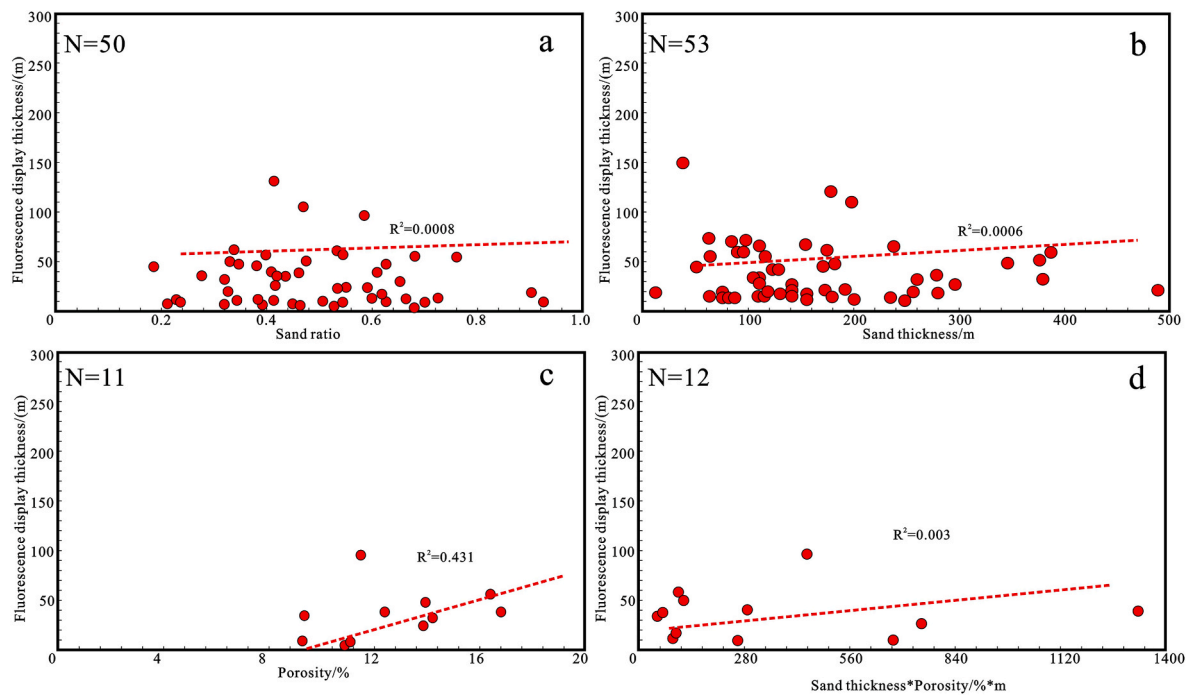 N=50
a
Fluorescence display thickness/(m)
300
250
200
150
100
50
0
R²=0.0008
0 0.2 0.4 0.6 0.8 1.0
Sand ratio
N=53
b
Fluorescence display thickness/(m)
300
250
200
150
100
50
R²=0.0006
0 100 200 300 400 500
Sand thickness/m
N=11
c
Fluorescence display thickness/(m)
300
250
200
150
100
50
0
R²=0.431
0 4 8 12 16 20
Porosity/%
N=12
d
Fluorescence display thickness/(m)
300
250
200
150
100
50
R²=0.003
0 280 560 840 1120 1400
Sand thickness*Porosity/%*m